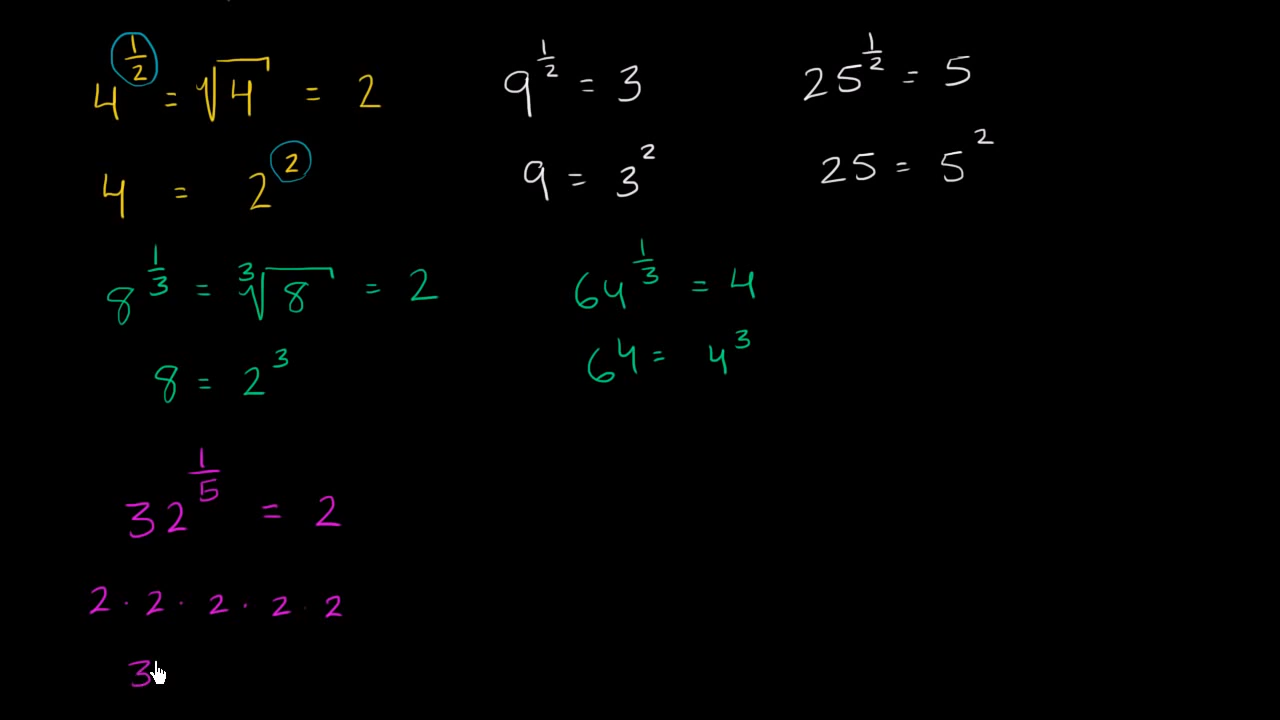 4^{1/2} = √4 = 2
4 = 2^2
9^{1/2} = 3
9 = 3^2
25^{1/2} = 5
25 = 5^2
8^{1/3} = ∛8 = 2
8 = 2^3
64^{1/3} = 4
64 = 4^3
32^{1/5} = 2
2 · 2 · 2 · 2 · 2
3